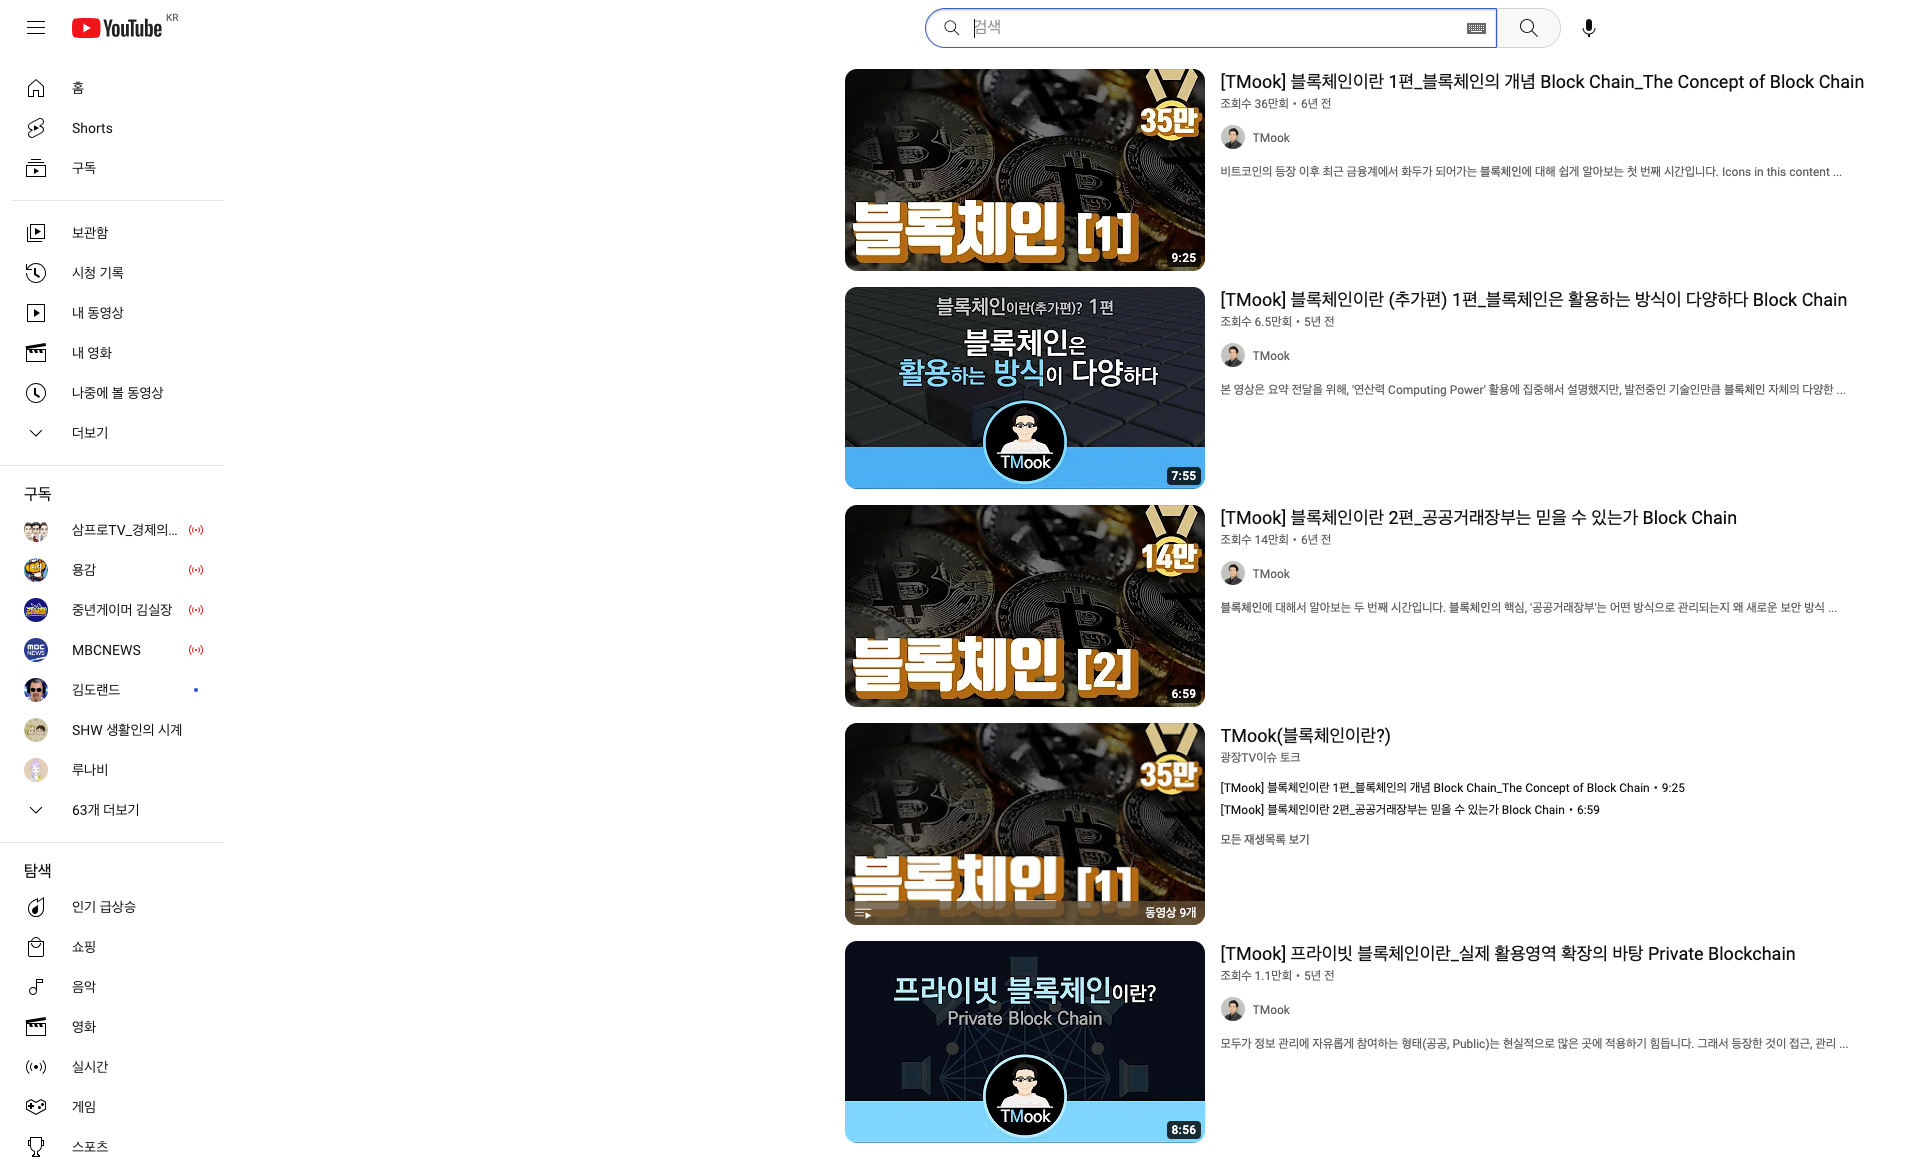 YouTube KR
검색
홈
Shorts
구독
보관함
시청 기록
내 동영상
내 영화
나중에 볼 동영상
더보기
구독
삼프로TV_경제의...
용감
중년게이머 김실장
MBCNEWS
김도랜드
SHW 생활인의 시계
루나비
63개 더보기
탐색
인기 급상승
쇼핑
음악
영화
실시간
게임
스포츠
35만
블록체인 [1]
9:25
[TMook] 블록체인이란 1편_블록체인의 개념 Block Chain_The Concept of Block Chain
조회수 36만회 • 6년 전
TMook
비트코인의 등장 이후 최근 금융계에서 화두가 되어가는 블록체인에 대해 쉽게 알아보는 첫 번째 시간입니다. Icons in this content ...
블록체인이란(추가편)? 1편
블록체인은
활용하는 방식이 다양하다
TMook
7:55
[TMook] 블록체인이란 (추가편) 1편_블록체인은 활용하는 방식이 다양하다 Block Chain
조회수 6.5만회 • 5년 전
TMook
본 영상은 요약 전달을 위해, '연산력 Computing Power' 활용에 집중해서 설명했지만, 발전중인 기술인만큼 블록체인 자체의 다양한 ...
14만
블록체인 [2]
6:59
[TMook] 블록체인이란 2편_공공거래장부는 믿을 수 있는가 Block Chain
조회수 14만회 • 6년 전
TMook
블록체인에 대해서 알아보는 두 번째 시간입니다. 블록체인의 핵심, '공공거래장부'는 어떤 방식으로 관리되는지 왜 새로운 보안 방식 ...
35만
블록체인 [1]
동영상 9개
TMook(블록체인이란?)
광장TV이슈 토크
[TMook] 블록체인이란 1편_블록체인의 개념 Block Chain_The Concept of Block Chain • 9:25
[TMook] 블록체인이란 2편_공공거래장부는 믿을 수 있는가 Block Chain • 6:59
모든 재생목록 보기
프라이빗 블록체인이란?
Private Block Chain
TMook
8:56
[TMook] 프라이빗 블록체인이란_실제 활용영역 확장의 바탕 Private Blockchain
조회수 1.1만회 • 5년 전
TMook
모두가 정보 관리에 자유롭게 참여하는 형태(공공, Public)는 현실적으로 많은 곳에 적용하기 힘듭니다. 그래서 등장한 것이 접근, 관리 ...